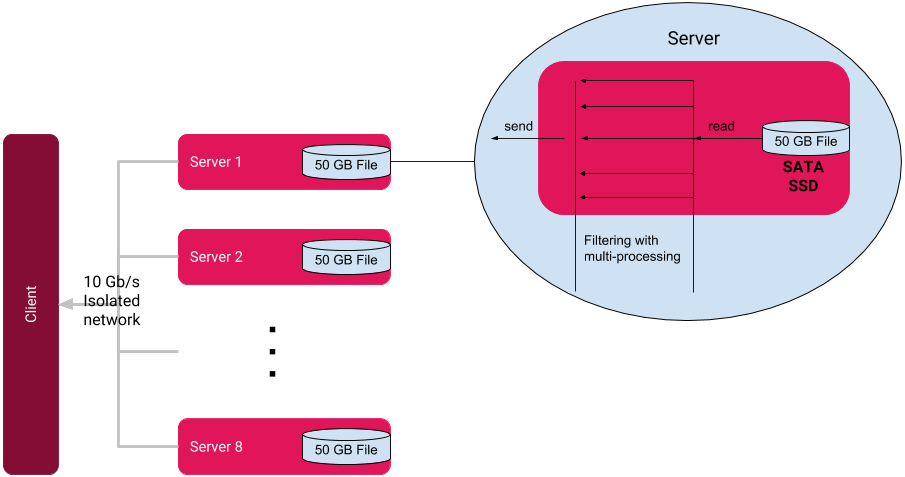 Server
send
read
50 GB File
SATA
SSD
Filtering with
multi-processing
Client
10 Gb/s
Isolated
network
Server 1
50 GB File
Server 2
50 GB File
Server 8
50 GB File